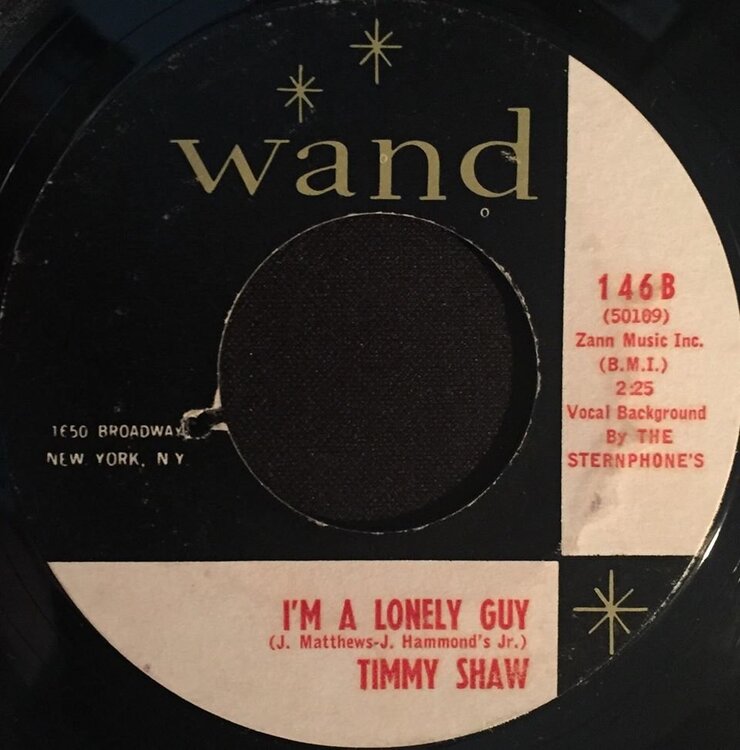 wand
146B
(50109)
Zann Music Inc.
(B.M.I.)
2:25
Vocal Background
By THE
STERNPHONE'S
1650 BROADWAY
NEW YORK, N Y
I'M A LONELY GUY
(J. Matthews-J. Hammond's Jr.)
TIMMY SHAW